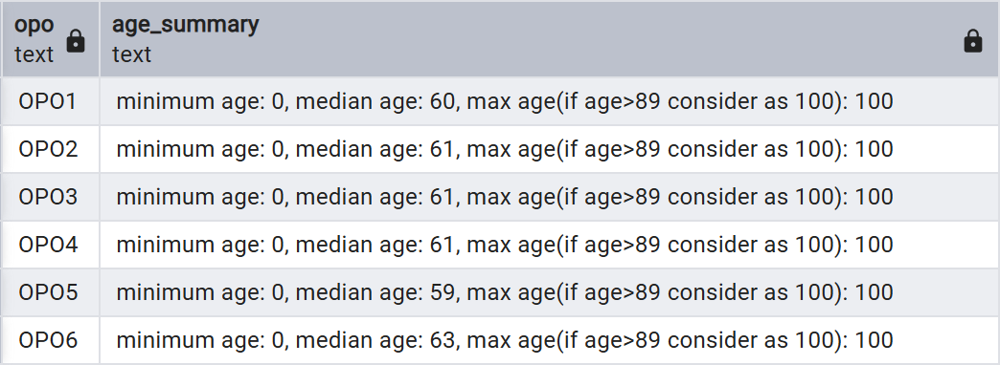 opo age_summary
text text
OPO1 minimum age: 0, median age: 60, max age(if age>89 consider as 100): 100
OPO2 minimum age: 0, median age: 61, max age(if age>89 consider as 100): 100
OPO3 minimum age: 0, median age: 61, max age(if age>89 consider as 100): 100
OPO4 minimum age: 0, median age: 61, max age(if age>89 consider as 100): 100
OPO5 minimum age: 0, median age: 59, max age(if age>89 consider as 100): 100
OPO6 minimum age: 0, median age: 63, max age(if age>89 consider as 100): 100